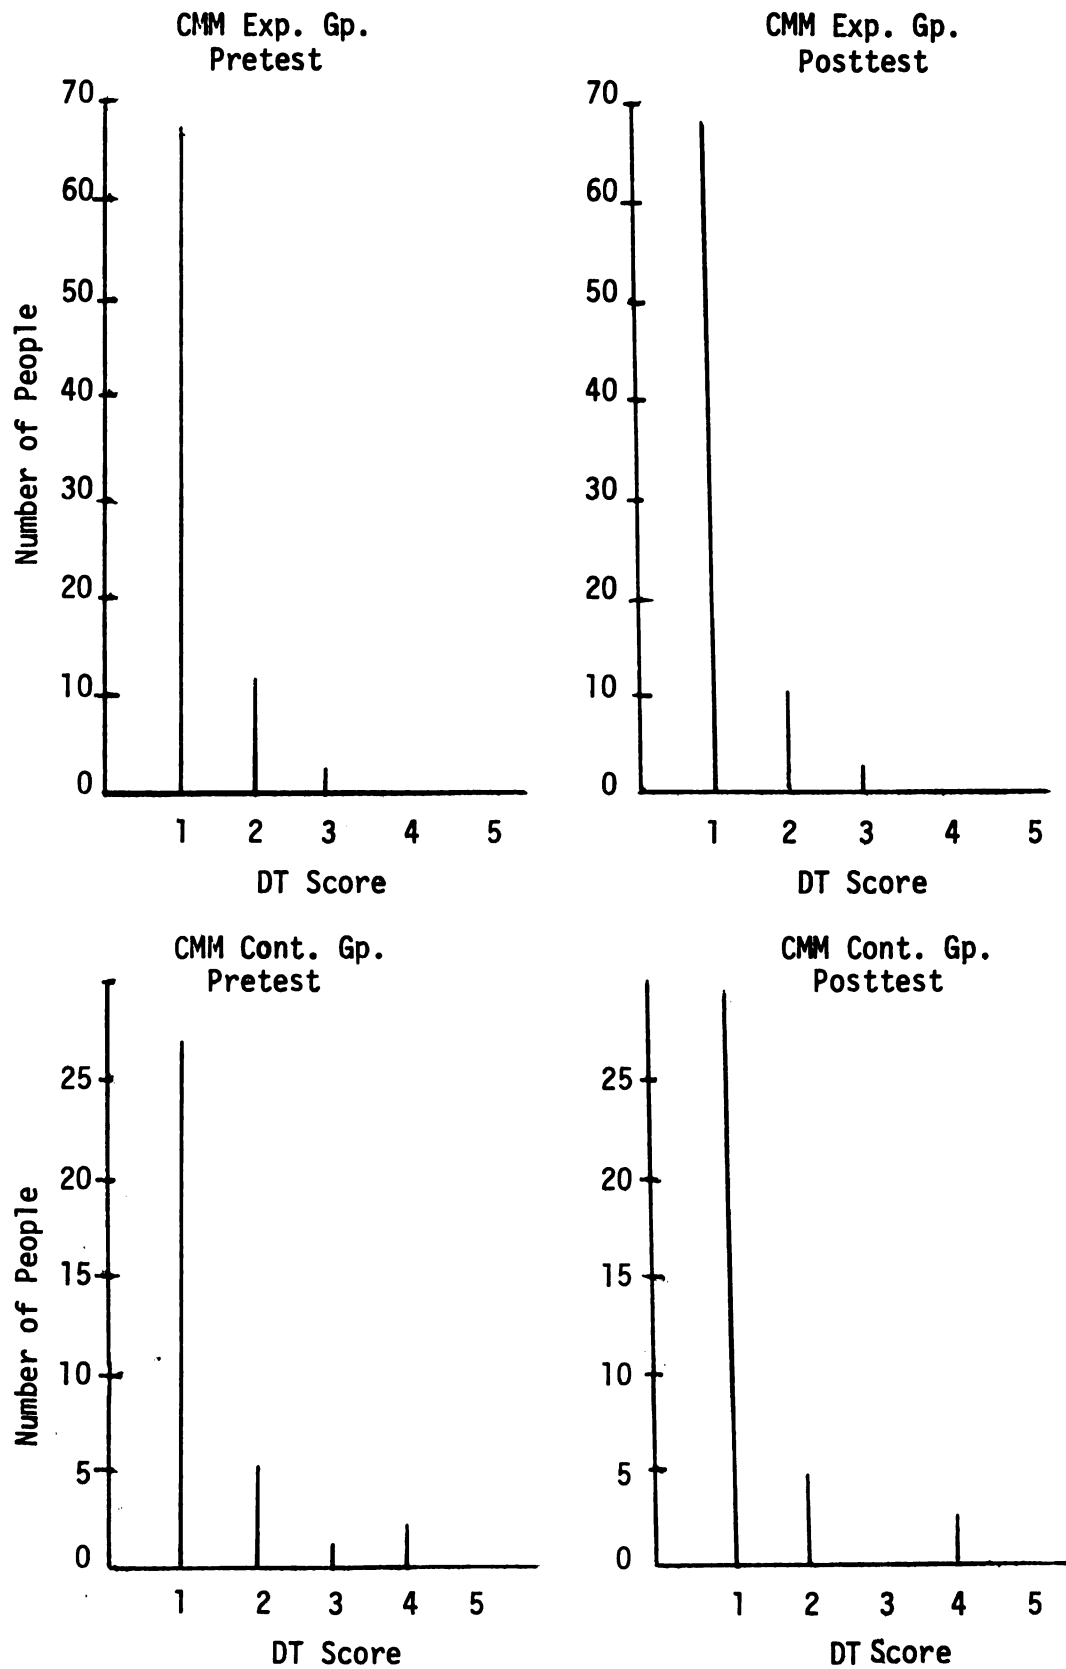 CMM Exp. Gp.
Pretest
70
60
50
40
30
20
10
0
Number of People
1 2 3 4 5
DT Score
CMM Exp. Gp.
Posttest
70
60
50
40
30
20
10
0
1 2 3 4 5
DT Score
CMM Cont. Gp.
Pretest
25
20
15
10
5
0
Number of People
1 2 3 4 5
DT Score
CMM Cont. Gp.
Posttest
25
20
15
10
5
0
1 2 3 4 5
DT Score